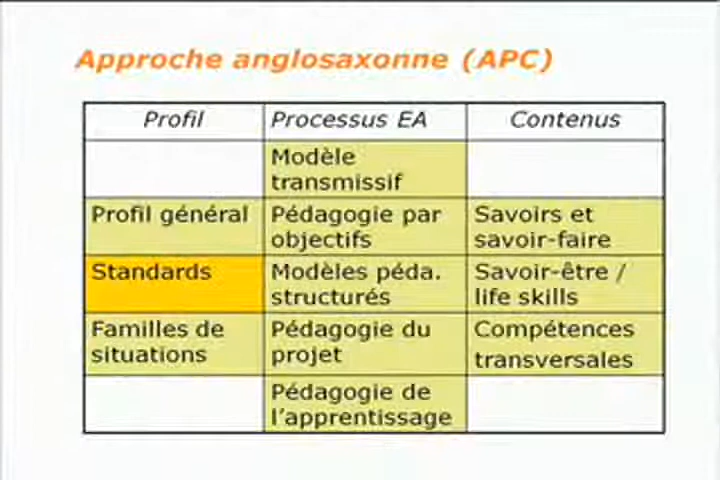 Approche anglosaxonne (APC)
Profil Processus EA Contenus
Modèle
transmissif
Profil général
Pédagogie par
objectifs
Savoirs et
savoir-faire
Standards
Modèles péda.
structurés
Savoir-être /
life skills
Familles de
situations
Pédagogie du
projet
Compétences
transversales
Pédagogie de
l'apprentissage